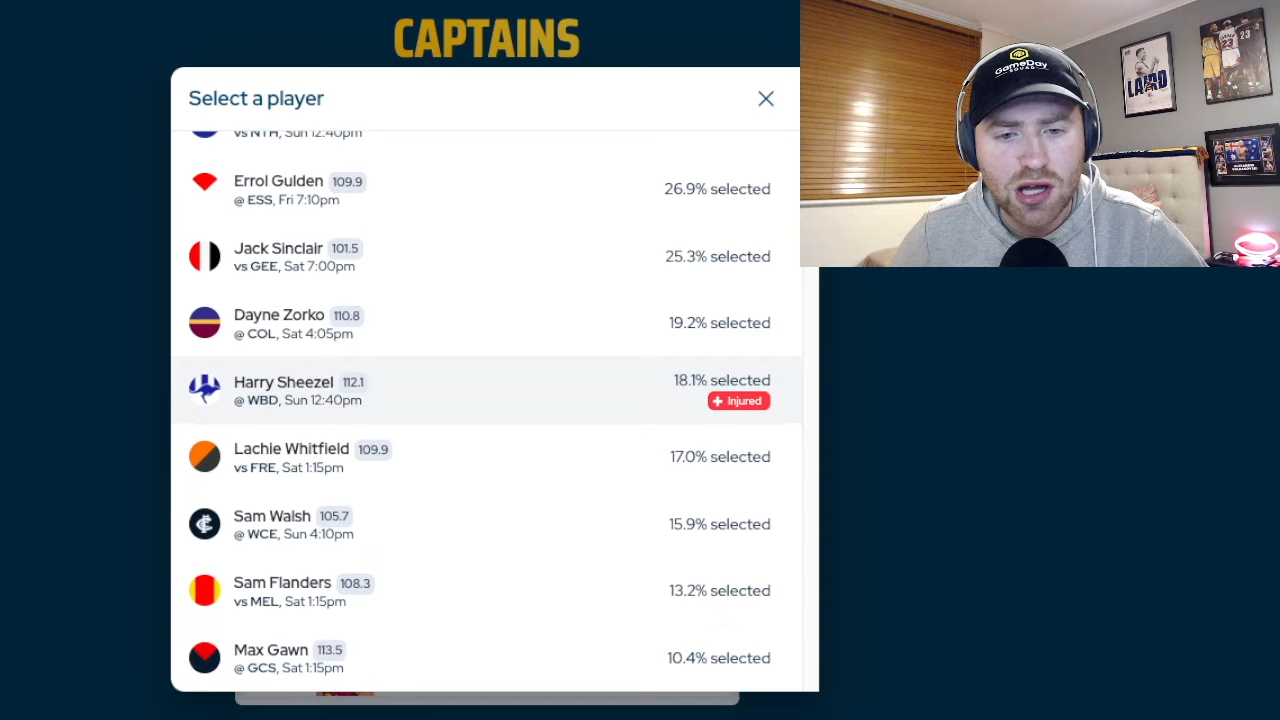 CAPTAINS
Select a player
vs NTH, Sun 12:40pm
Errol Gulden 109.9
@ ESS, Fri 7:10pm
26.9% selected
Jack Sinclair 101.5
vs GEE, Sat 7:00pm
25.3% selected
Dayne Zorko 110.8
@ COL, Sat 4:05pm
19.2% selected
Harry Sheezel 112.1
@ WBD, Sun 12:40pm
18.1% selected
Injured
Lachie Whitfield 109.9
vs FRE, Sat 1:15pm
17.0% selected
Sam Walsh 105.7
@ WCE, Sun 4:10pm
15.9% selected
Sam Flanders 108.3
vs MEL, Sat 1:15pm
13.2% selected
Max Gawn 113.5
@ GCS, Sat 1:15pm
10.4% selected
GameDay
SQUAD
LAIRD
23
23